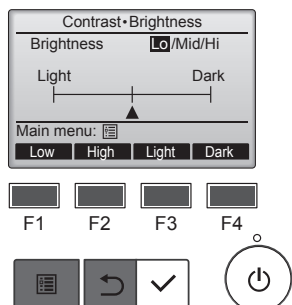 Contrast•Brightness
Brightness Lo/Mid/Hi
Light Dark
Main menu:
Low High Light Dark
F1 F2 F3 F4